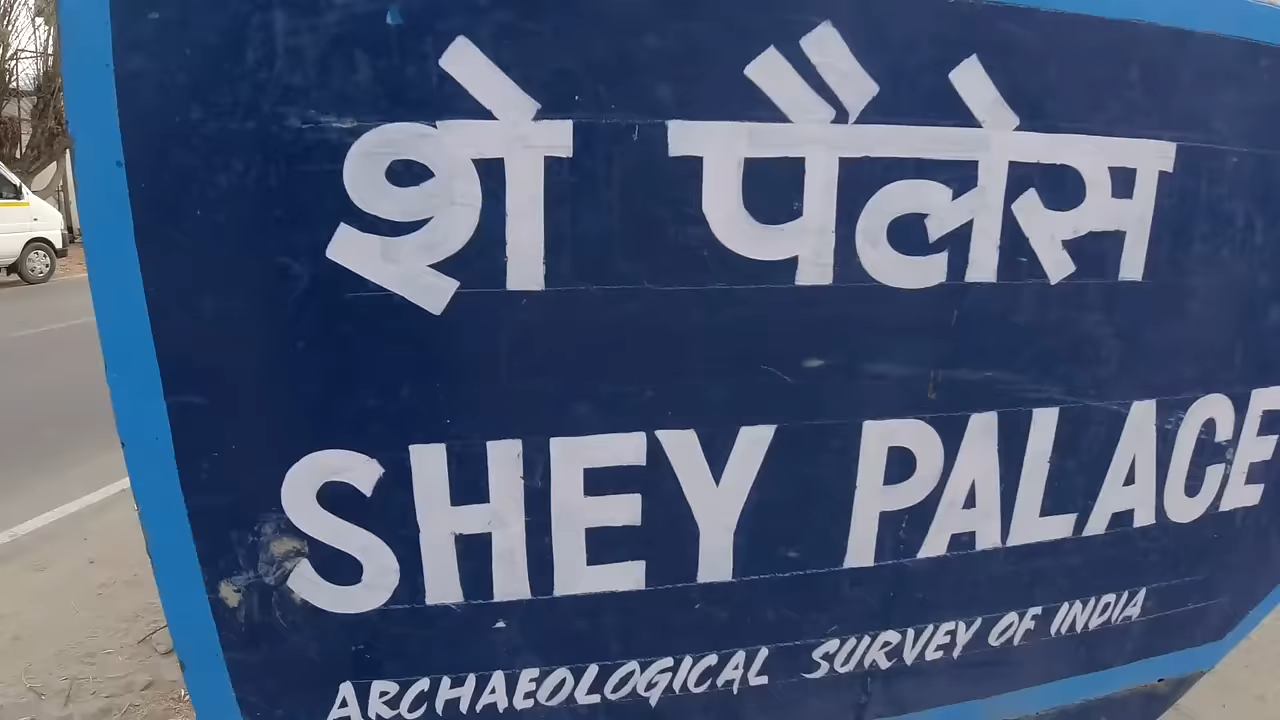 शे पैलेस
SHEY PALACE
ARCHAEOLOGICAL SURVEY OF INDIA